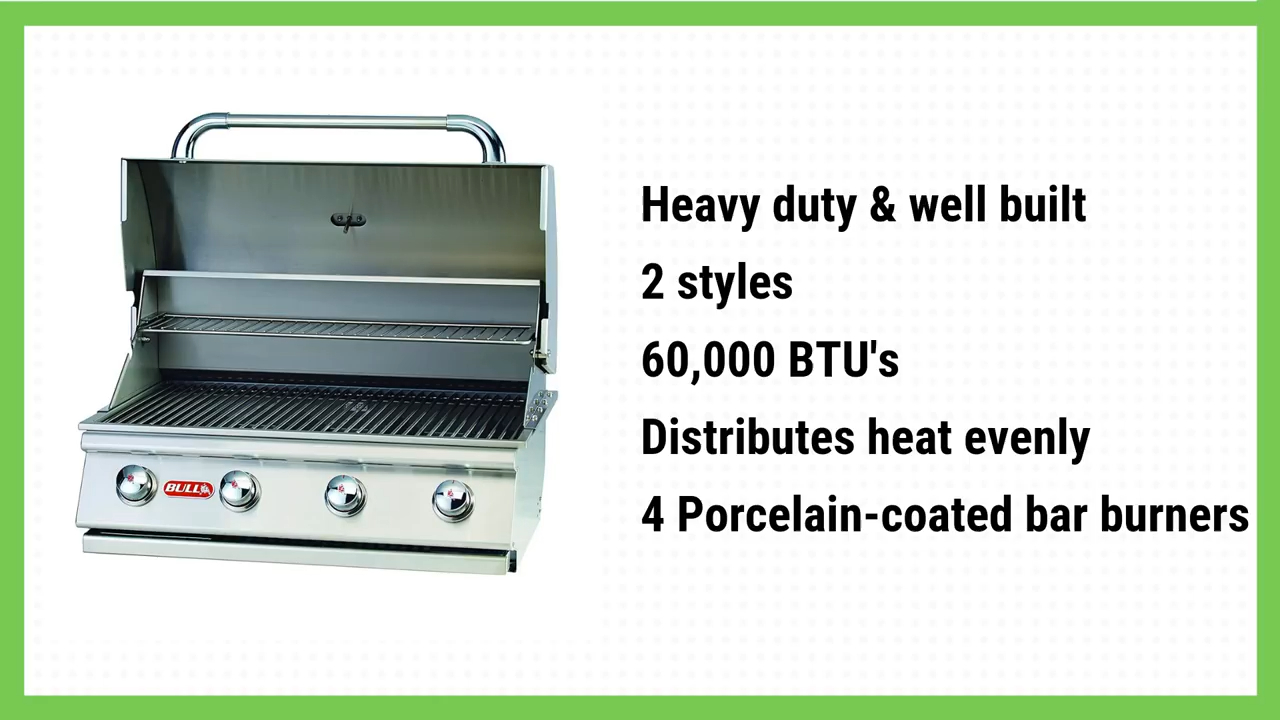 Heavy duty & well built
2 styles
60,000 BTU's
Distributes heat evenly
4 Porcelain-coated bar burners
BULL